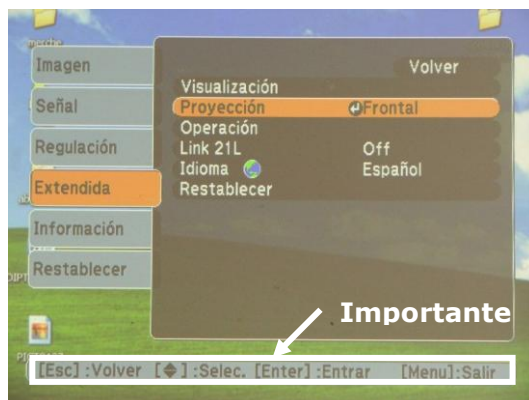 Imagen
Señal
Regulación
Extendida
Información
Restablecer
Volver
Visualización
Proyección Frontal
Operación
Link 21L Off
Idioma Español
Restablecer
Importante
[Esc] :Volver [ ] :Selec. [Enter] :Entrar [Menu]:Salir